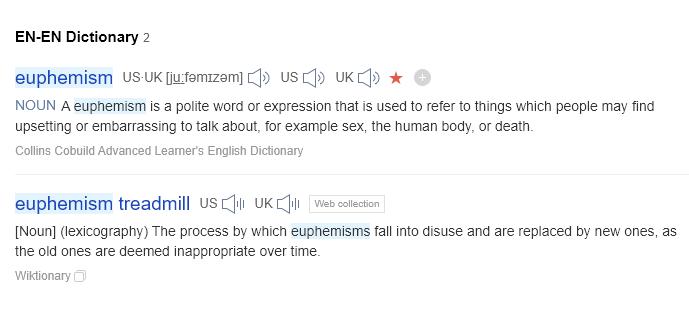 EN-EN Dictionary 2
euphemism US·UK [juːfəmɪzəm] US UK
NOUN A euphemism is a polite word or expression that is used to refer to things which people may find
upsetting or embarrassing to talk about, for example sex, the human body, or death.
Collins Cobuild Advanced Learner's English Dictionary
euphemism treadmill US UK Web collection
[Noun] (lexicography) The process by which euphemisms fall into disuse and are replaced by new ones, as
the old ones are deemed inappropriate over time.
Wiktionary